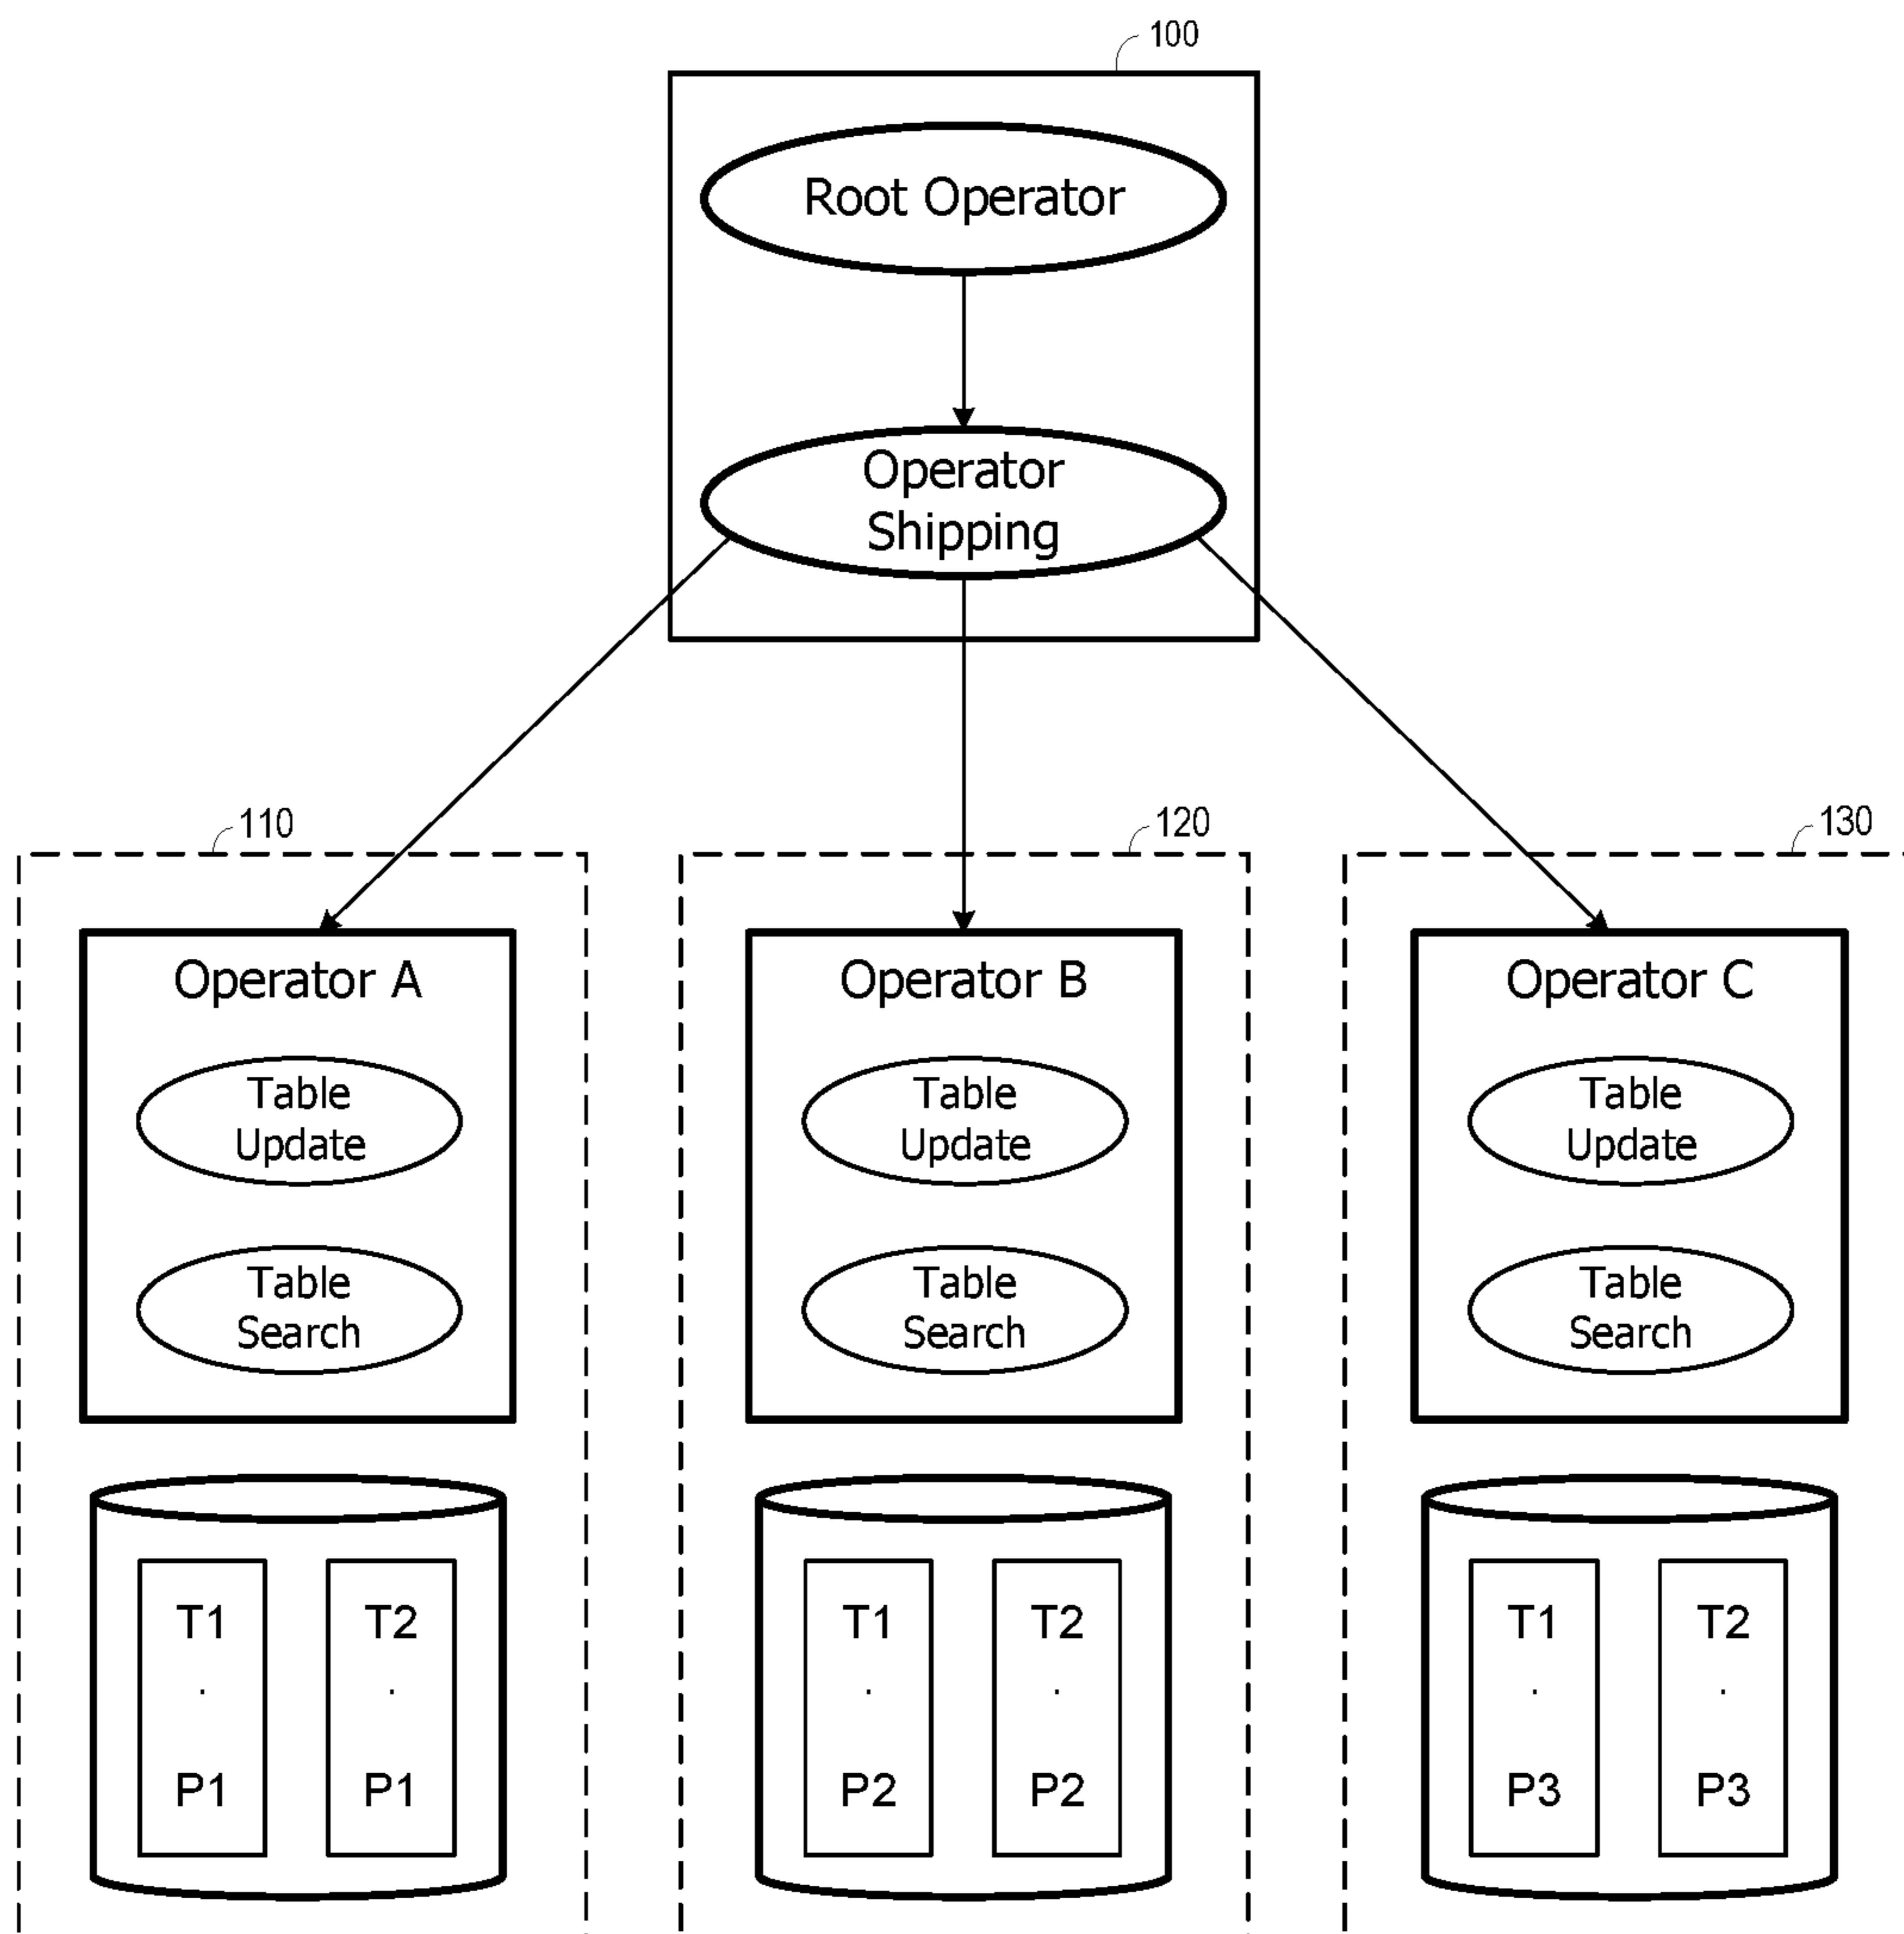 100
Root Operator
Operator
Shipping
110
120
130
Operator A
Table
Update
Table
Search
T1
.
P1
T2
.
P1
Operator B
Table
Update
Table
Search
T1
.
P2
T2
.
P2
Operator C
Table
Update
Table
Search
T1
.
P3
T2
.
P3